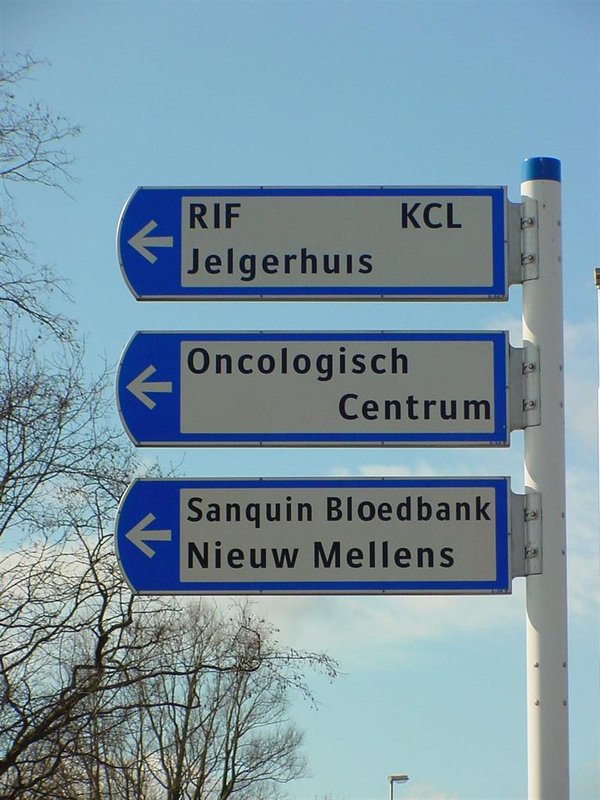 RIF KCL
Jelgerhuis
Oncologisch
Centrum
Sanquin Bloedbank
Nieuw Mellens